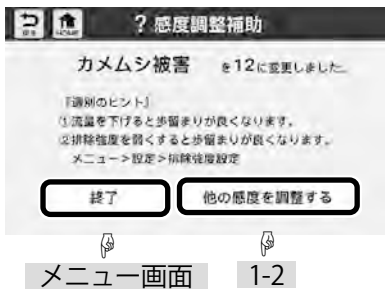 戻る HOME ?感度調整補助
カメムシ被害 を12に変更しました。
『選別のヒント』
①流量を下げると歩留まりが良くなります。
②排除強度を弱くすると歩留まりが良くなります。
メニュー>設定>排除強度設定
終了 他の感度を調整する
メニュー画面 1-2